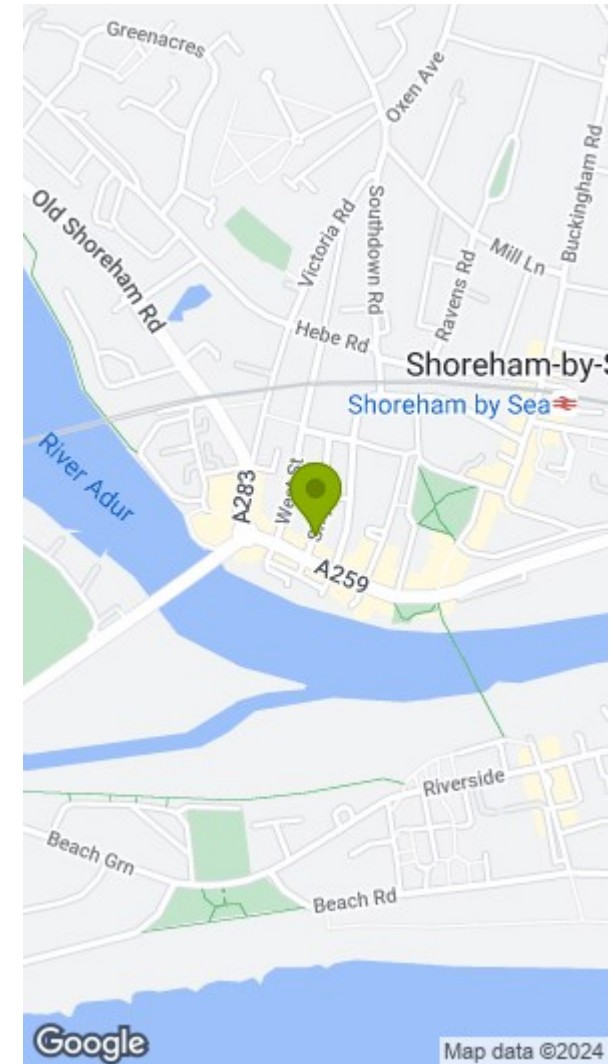 Greenacres
Oxen Ave
Buckingham Rd
Old Shoreham Rd
Victoria Rd
Southdown Rd
Ravens Rd
Mill Ln
Hebe Rd
Shoreham-by-S
Shoreham by Sea
River Adur
A283
West St
A259
Riverside
Beach Grn
Beach Rd
Google
Map data ©2024